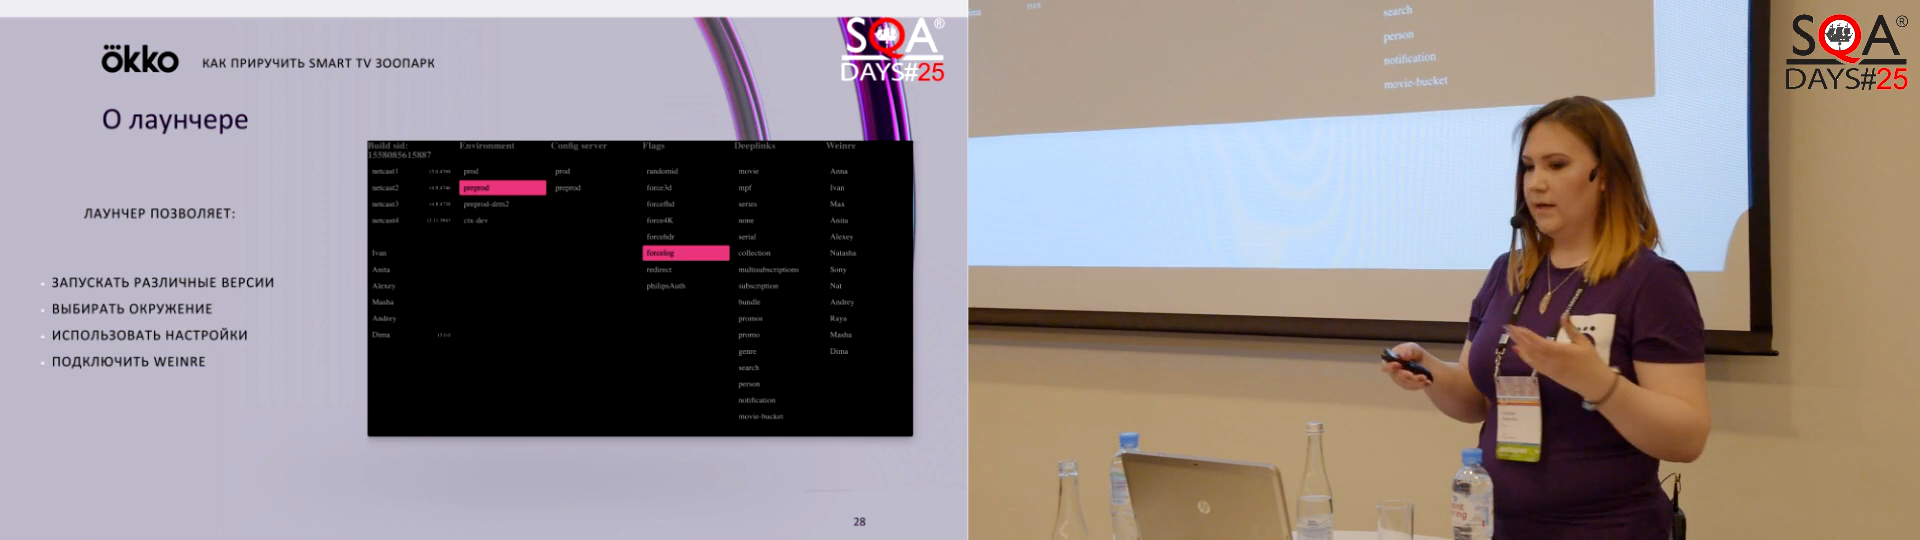 ökko
КАК ПРИРУЧИТЬ SMART TV ЗООПАРК
SQA®
DAYS#25
О лаунчере
ЛАУНЧЕР ПОЗВОЛЯЕТ:
ЗАПУСКАТЬ РАЗЛИЧНЫЕ ВЕРСИИ
ВЫБИРАТЬ ОКРУЖЕНИЕ
ИСПОЛЬЗОВАТЬ НАСТРОЙКИ
ПОДКЛЮЧИТЬ WEINRE
Build sid:
1558085615887
netcast1
netcast2
netcast3
netcast4
Ivan
Anita
Alexey
Masha
Andrey
Dima
Environment
prod
preprod
preprod-drm2
ctx-dev
Config server
prod
preprod
Flags
randomid
force3d
forcefhd
force4K
forcehdr
forcelog
redirect
philipsAuth
Deeplinks
movie
mpf
series
none
serial
collection
multisubscriptions
subscription
bundle
promos
promo
genre
search
person
notification
movie-bucket
Weinre
Anna
Ivan
Max
Anita
Alexey
Natasha
Sony
Nat
Andrey
Raya
Masha
Dima
28
search
person
notification
movie-bucket
SQA®
DAYS#25
hp